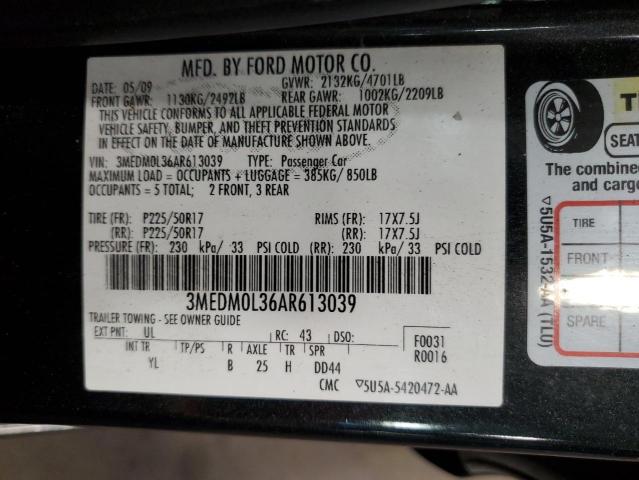 MFD. BY FORD MOTOR CO.
DATE: 05/09 GVWR: 2132KG/4701LB
FRONT GAWR: 1130KG/2492LB REAR GAWR: 1002KG/2209LB
THIS VEHICLE CONFORMS TO ALL APPLICABLE FEDERAL MOTOR
VEHICLE SAFETY, BUMPER, AND THEFT PREVENTION STANDARDS
IN EFFECT ON THE DATE OF MANUFACTURE SHOWN ABOVE.
VIN: 3MEDM0L36AR613039 TYPE: Passenger Car
MAXIMUM LOAD = OCCUPANTS + LUGGAGE = 385KG/ 850LB
OCCUPANTS = 5 TOTAL; 2 FRONT, 3 REAR
TIRE (FR): P225/50R17 RIMS (FR): 17X7.5J
(RR): P225/50R17 (RR): 17X7.5J
PRESSURE (FR): 230 kPa/ 33 PSI COLD (RR): 230 kPa/ 33 PSI COLD
3MEDM0L36AR613039
TRAILER TOWING - SEE OWNER GUIDE
EXT PNT: UL RC: 43 DSO:
F0031
R0016
INT TR TP/PS R AXLE TR SPR
YL B 25 H DD44
CMC ▽5U5A-5420472-AA
T
SEAT
The combined
and cargo
TIRE
FRONT
SPARE
▽5U5A-1532-AA (TLU)